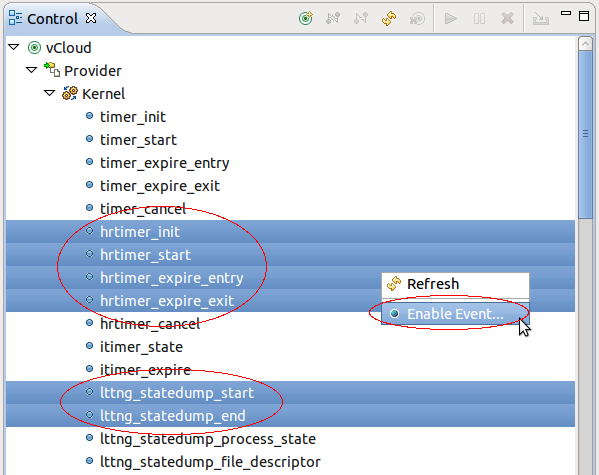 Control
vCloud
Provider
Kernel
timer_init
timer_start
timer_expire_entry
timer_expire_exit
timer_cancel
hrtimer_init
hrtimer_start
hrtimer_expire_entry
hrtimer_expire_exit
hrtimer_cancel
itimer_state
itimer_expire
lttng_statedump_start
lttng_statedump_end
lttng_statedump_process_state
lttng_statedump_file_descriptor
Refresh
Enable Event...